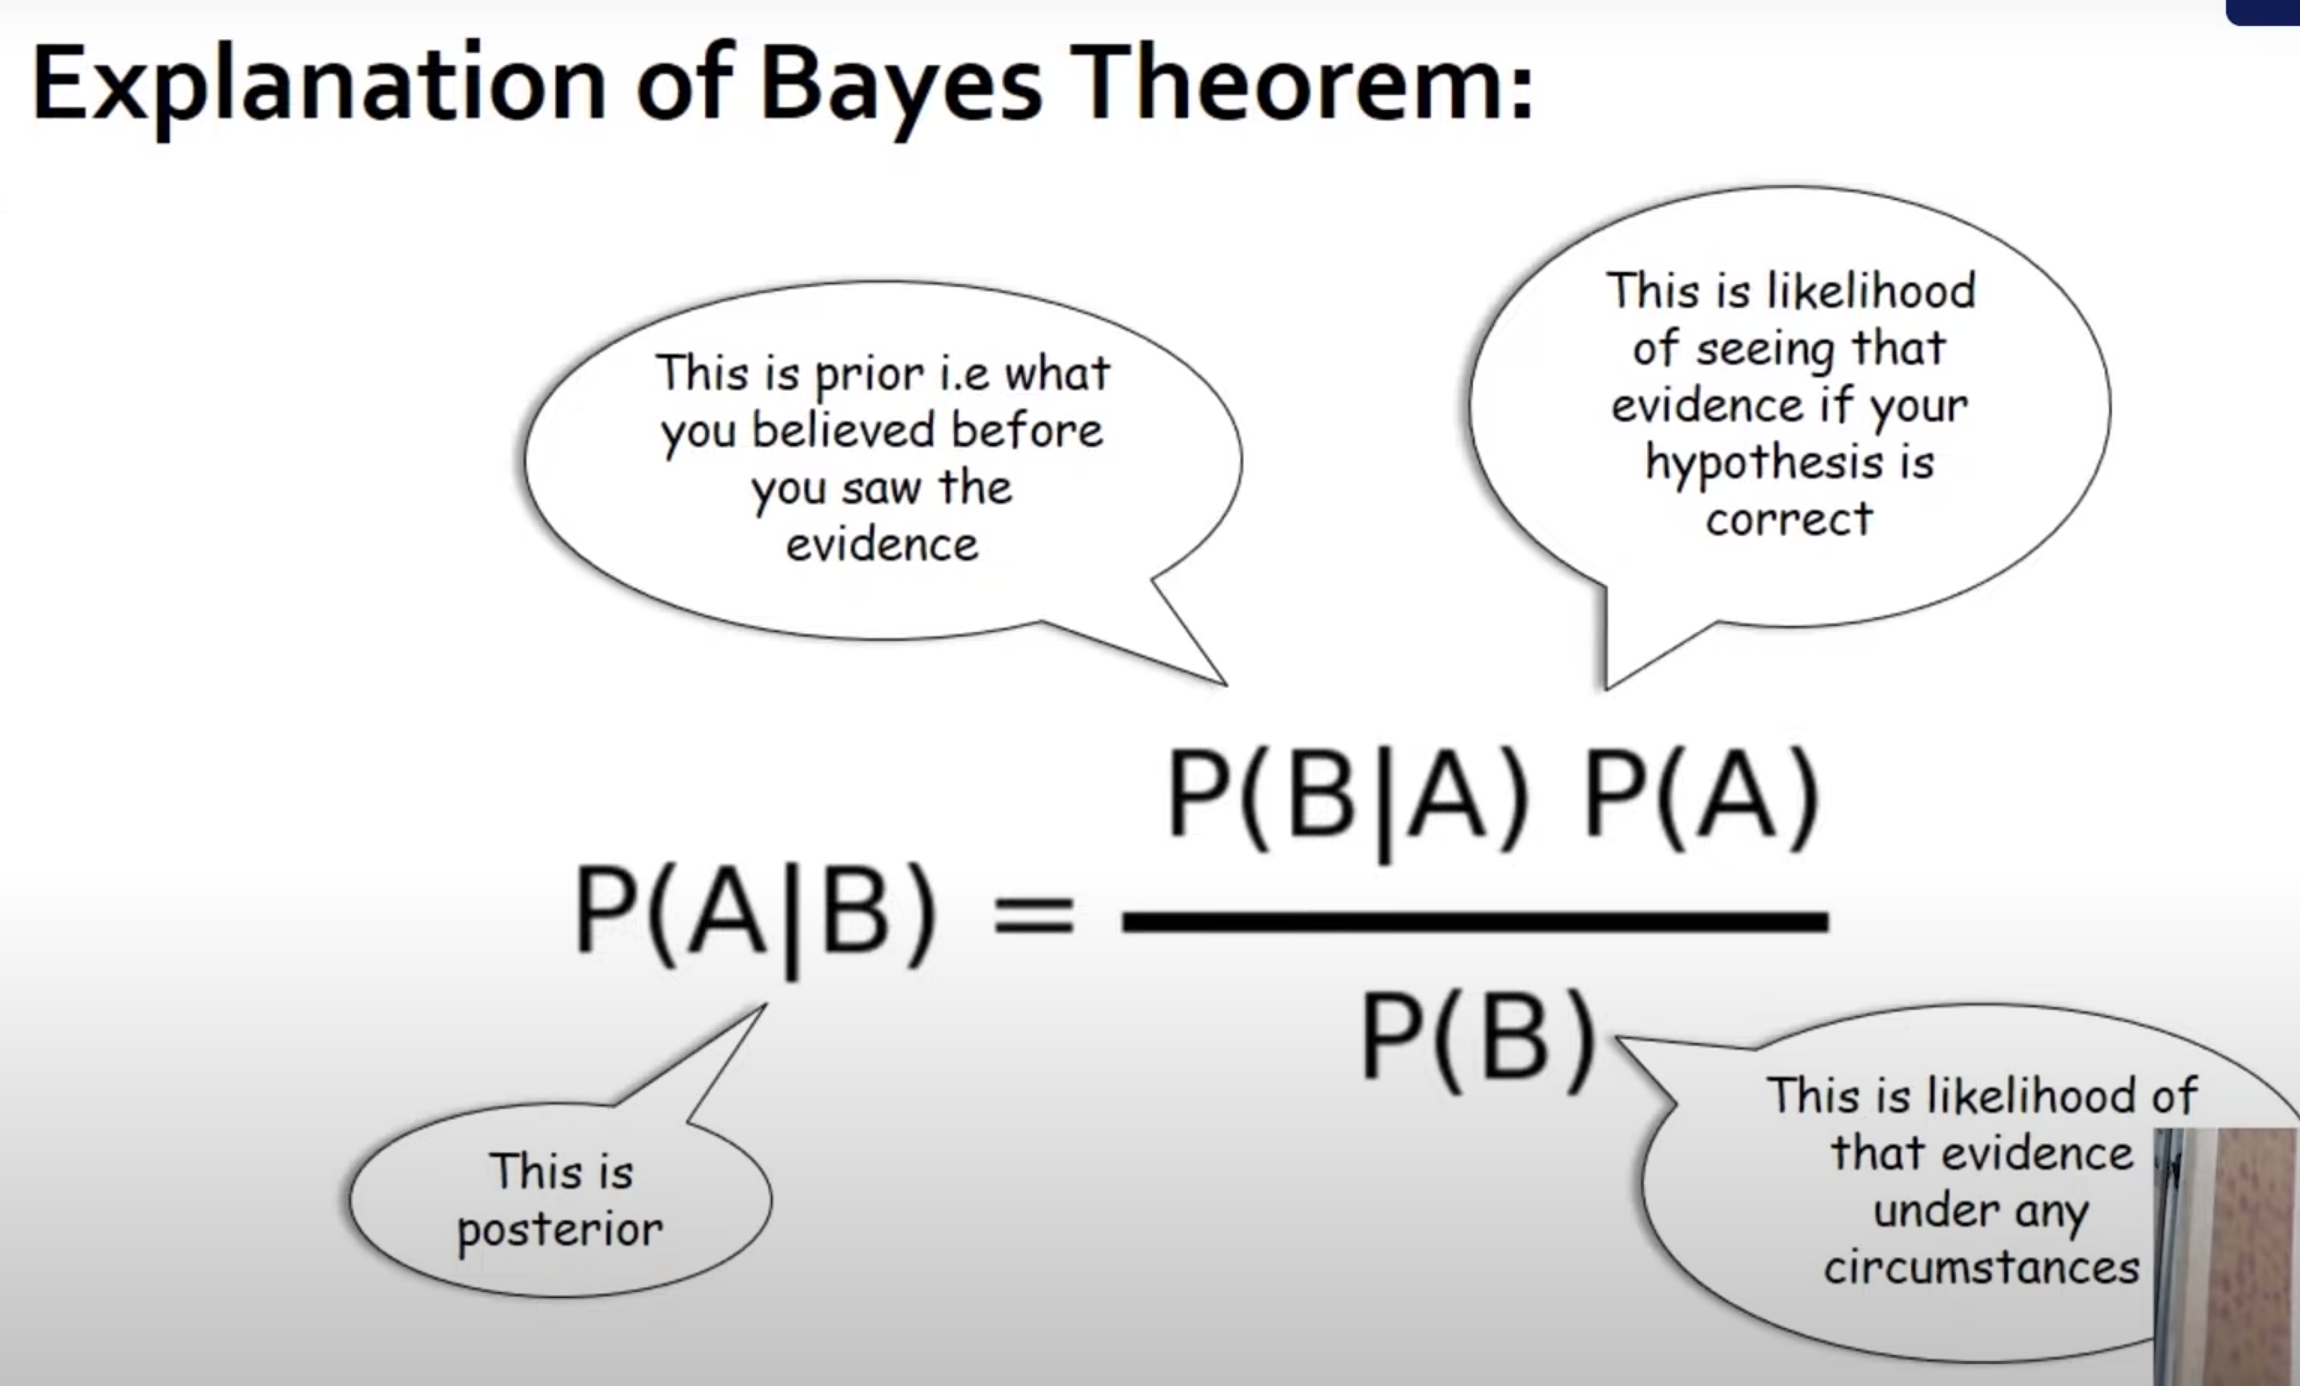 Explanation of Bayes Theorem:
This is prior i.e what
you believed before
you saw the
evidence
This is likelihood
of seeing that
evidence if your
hypothesis is
correct
P(A|B) =
P(B|A) P(A)
P(B)
This is
posterior
This is likelihood of
that evidence
under any
circumstances